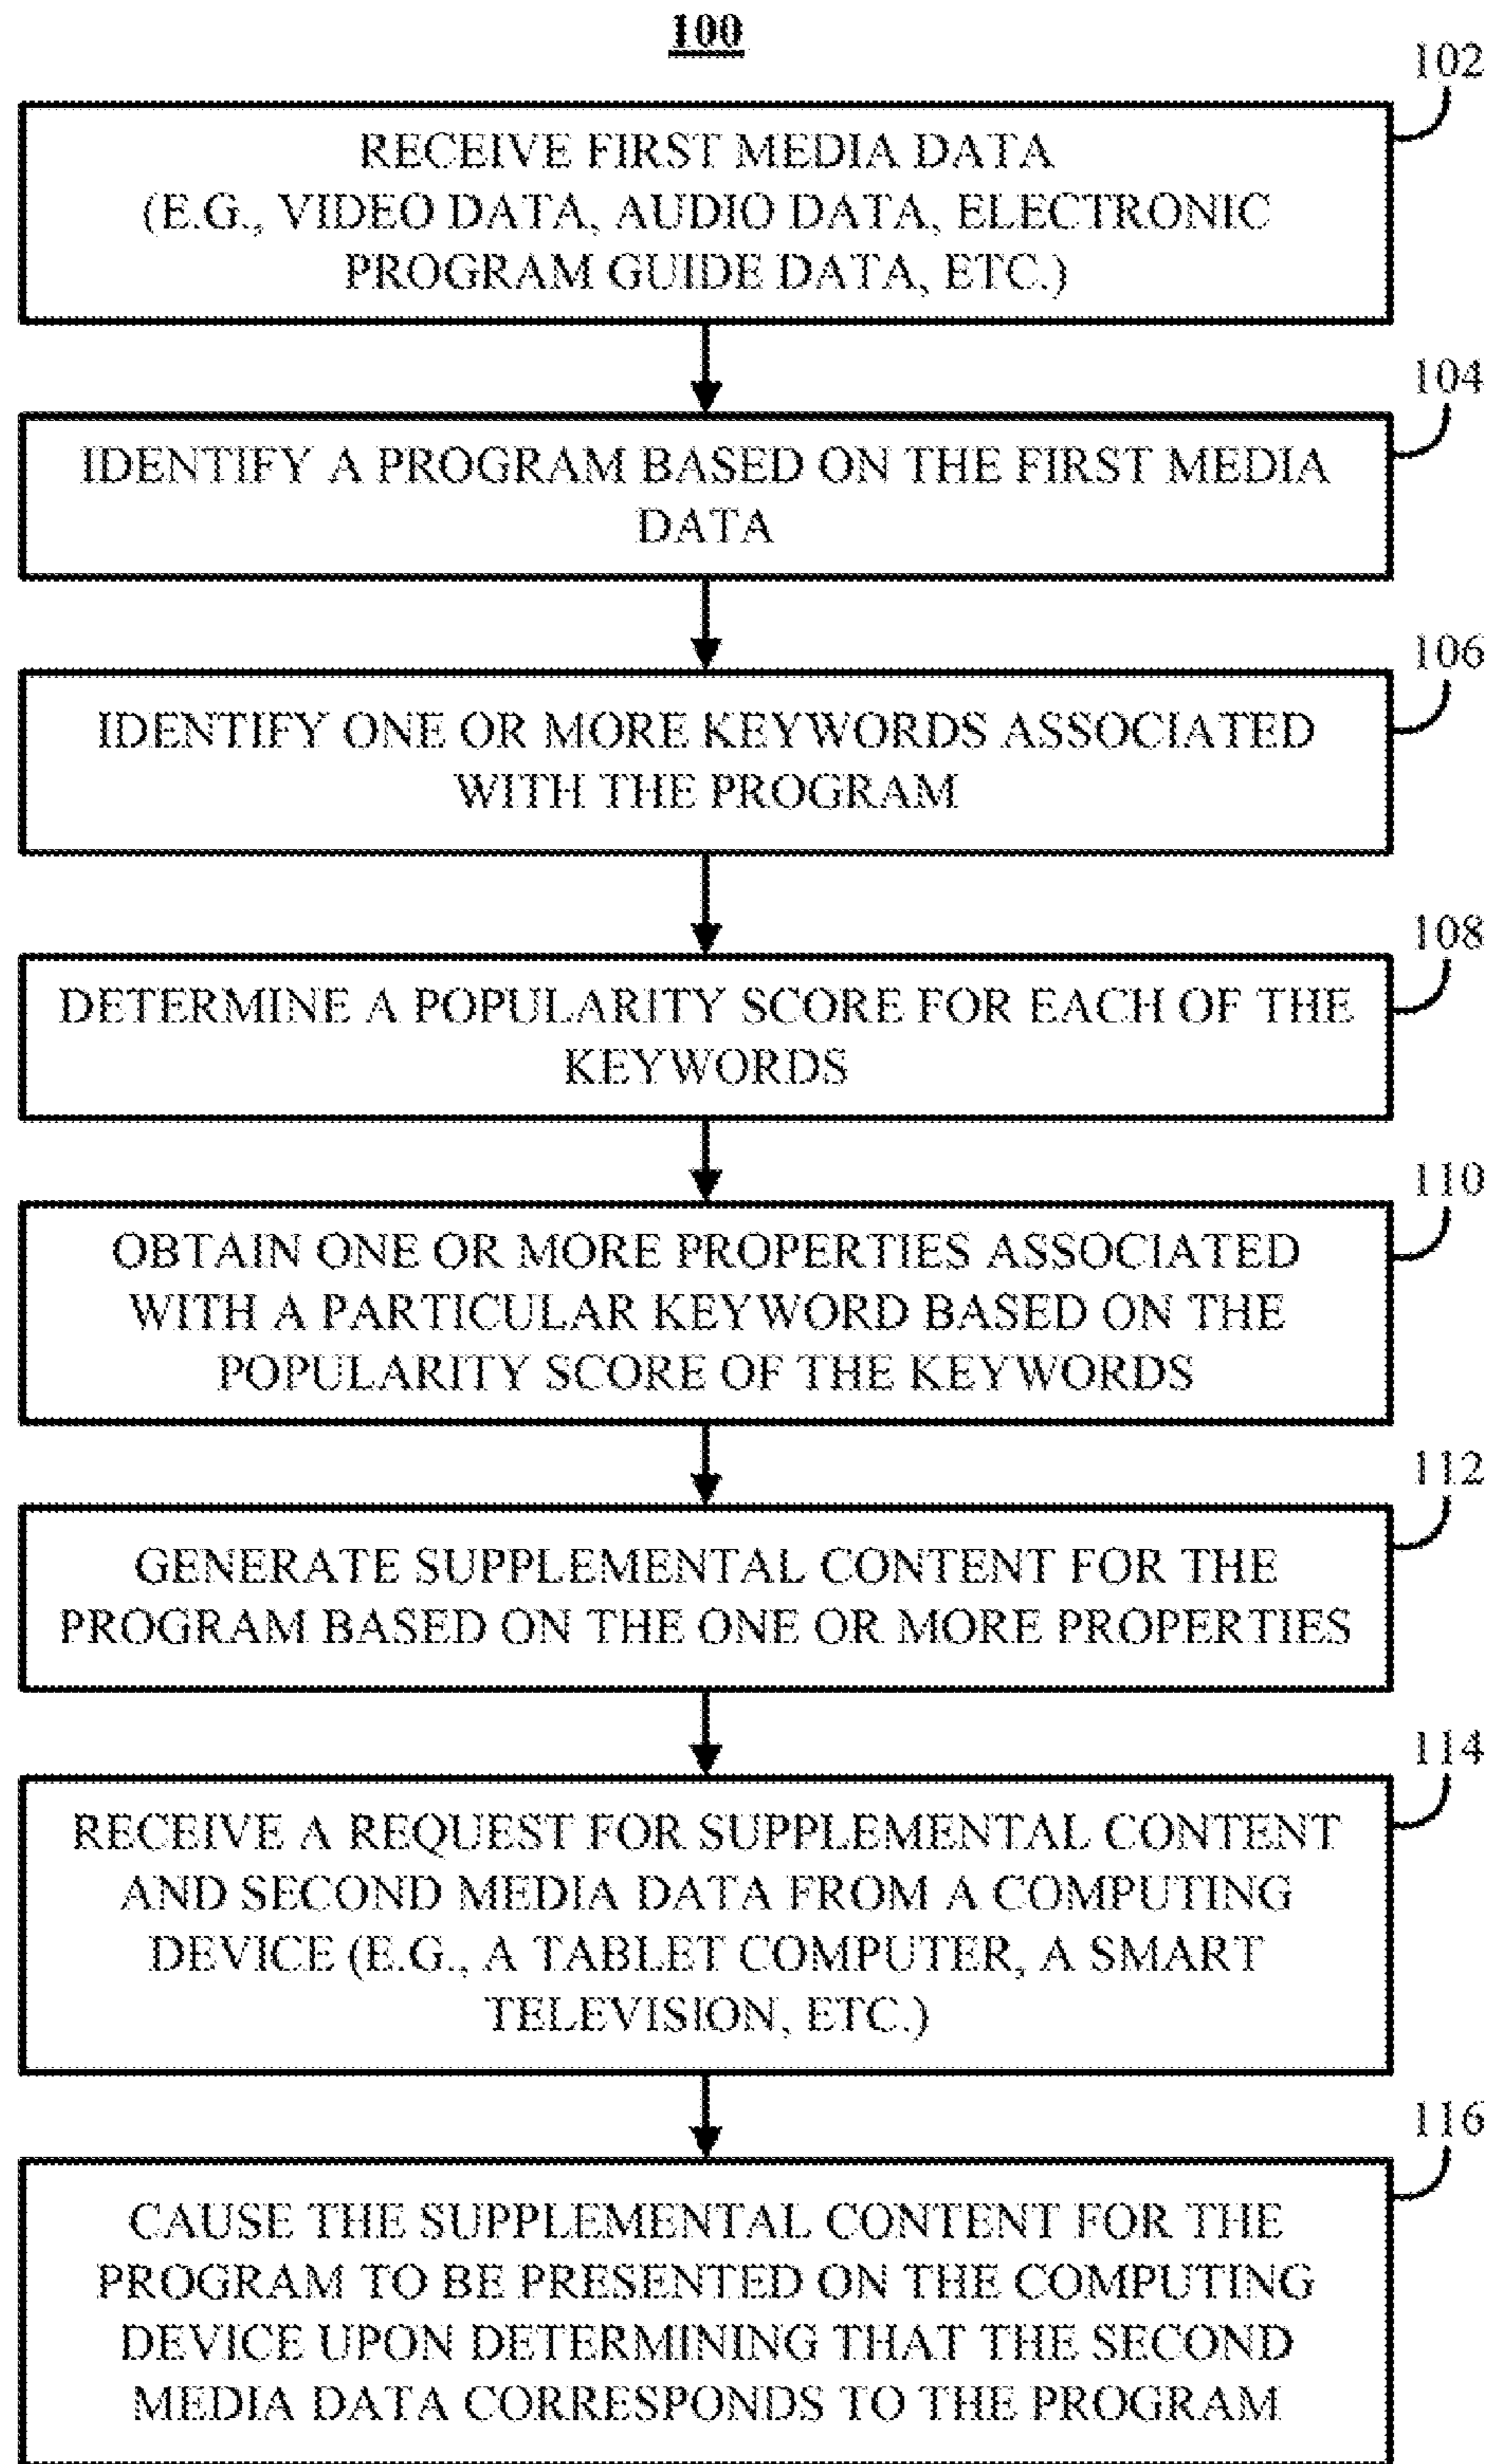 100
102
RECEIVE FIRST MEDIA DATA
(E.G., VIDEO DATA, AUDIO DATA, ELECTRONIC
PROGRAM GUIDE DATA, ETC.)
104
IDENTIFY A PROGRAM BASED ON THE FIRST MEDIA
DATA
106
IDENTIFY ONE OR MORE KEYWORDS ASSOCIATED
WITH THE PROGRAM
108
DETERMINE A POPULARITY SCORE FOR EACH OF THE
KEYWORDS
110
OBTAIN ONE OR MORE PROPERTIES ASSOCIATED
WITH A PARTICULAR KEYWORD BASED ON THE
POPULARITY SCORE OF THE KEYWORDS
112
GENERATE SUPPLEMENTAL CONTENT FOR THE
PROGRAM BASED ON THE ONE OR MORE PROPERTIES
114
RECEIVE A REQUEST FOR SUPPLEMENTAL CONTENT
AND SECOND MEDIA DATA FROM A COMPUTING
DEVICE (E.G., A TABLET COMPUTER, A SMART
TELEVISION, ETC.)
116
CAUSE THE SUPPLEMENTAL CONTENT FOR THE
PROGRAM TO BE PRESENTED ON THE COMPUTING
DEVICE UPON DETERMINING THAT THE SECOND
MEDIA DATA CORRESPONDS TO THE PROGRAM